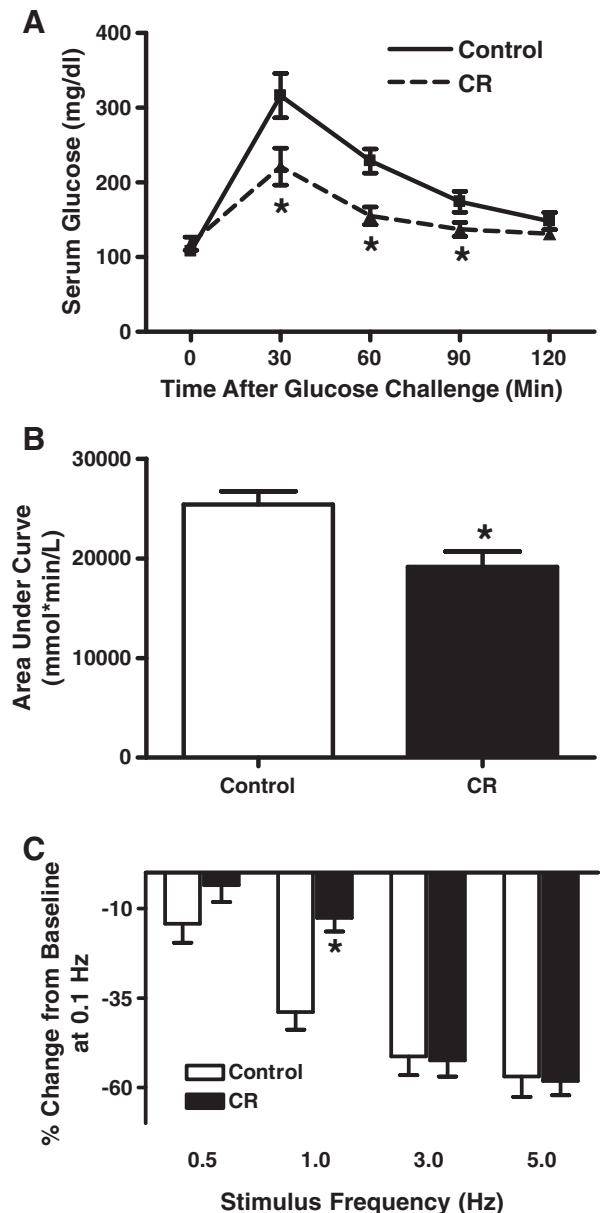 A
Serum Glucose (mg/dl)
400
300
200
100
0
Control
CR
*
*
*
0 30 60 90 120
Time After Glucose Challenge (Min)
B
Area Under Curve
(mmol*min/L)
30000
20000
10000
0
*
Control CR
C
% Change from Baseline
at 0.1 Hz
-10
-35
-60
*
Control
CR
0.5 1.0 3.0 5.0
Stimulus Frequency (Hz)